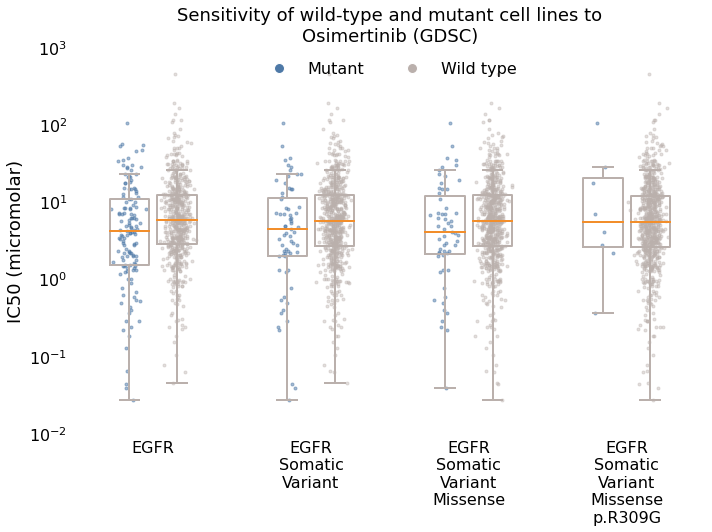 Sensitivity of wild-type and mutant cell lines to
Osimertinib (GDSC)
Mutant
Wild type
IC50 (micromolar)
10³
10²
10¹
10⁰
10⁻¹
10⁻²
EGFR
EGFR
Somatic
Variant
EGFR
Somatic
Variant
Missense
EGFR
Somatic
Variant
Missense
p.R309G